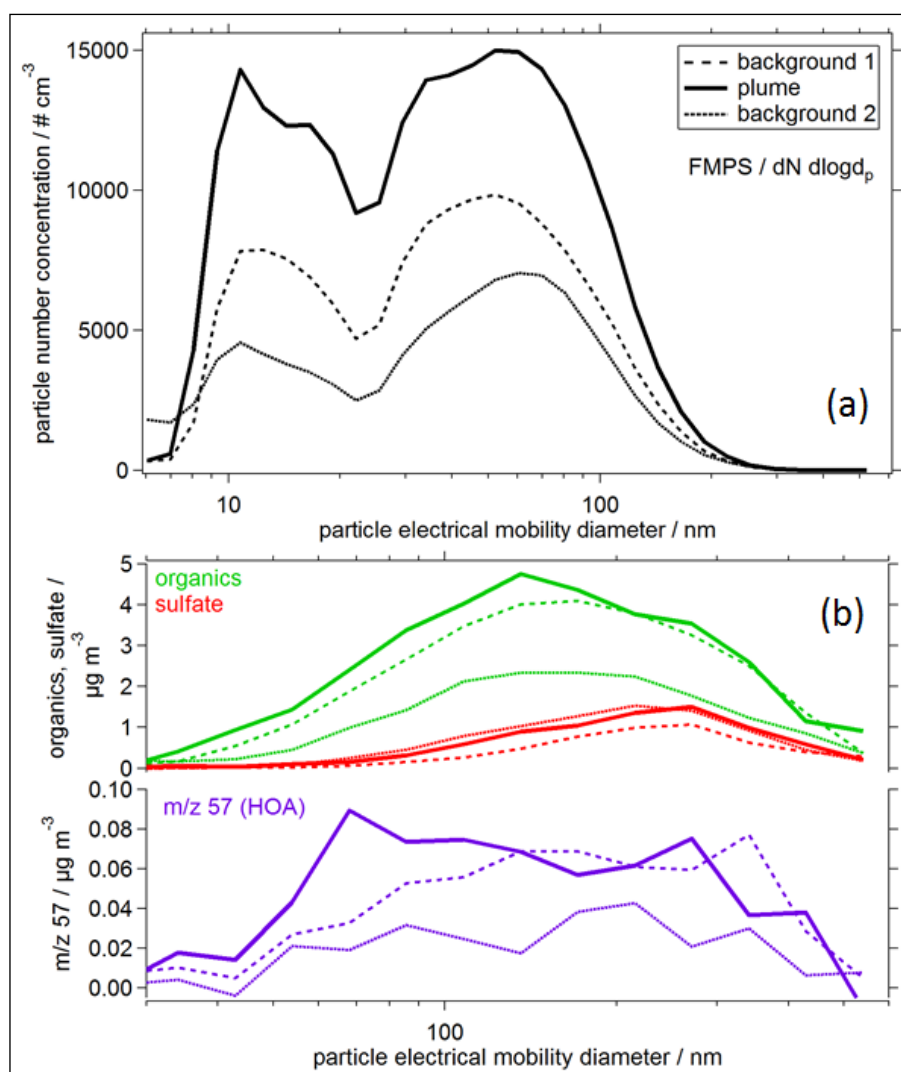 15000
10000
5000
0
particle number concentration / # cm-3
background 1
plume
background 2
FMPS / dN dlogdp
(a)
10
100
particle electrical mobility diameter / nm
5
4
3
2
1
0
organics, sulfate /
µg m-3
organics
sulfate
(b)
0.10
0.08
0.06
0.04
0.02
0.00
m/z 57 / µg m-3
m/z 57 (HOA)
100
particle electrical mobility diameter / nm